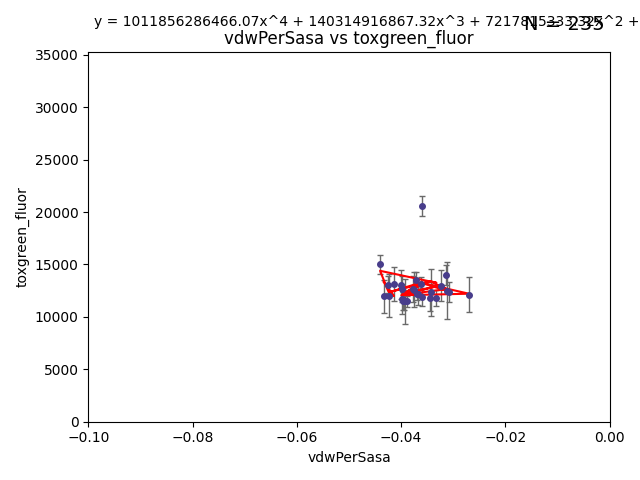 y = 1011856286466.07x^4 + 140314916867.32x^3 +
N = 235
vdwPerSasa vs toxgreen_fluor
35000
30000
25000
20000
15000
10000
5000
0
toxgreen_fluor
−0.10 −0.08 −0.06 −0.04 −0.02 0.00
vdwPerSasa